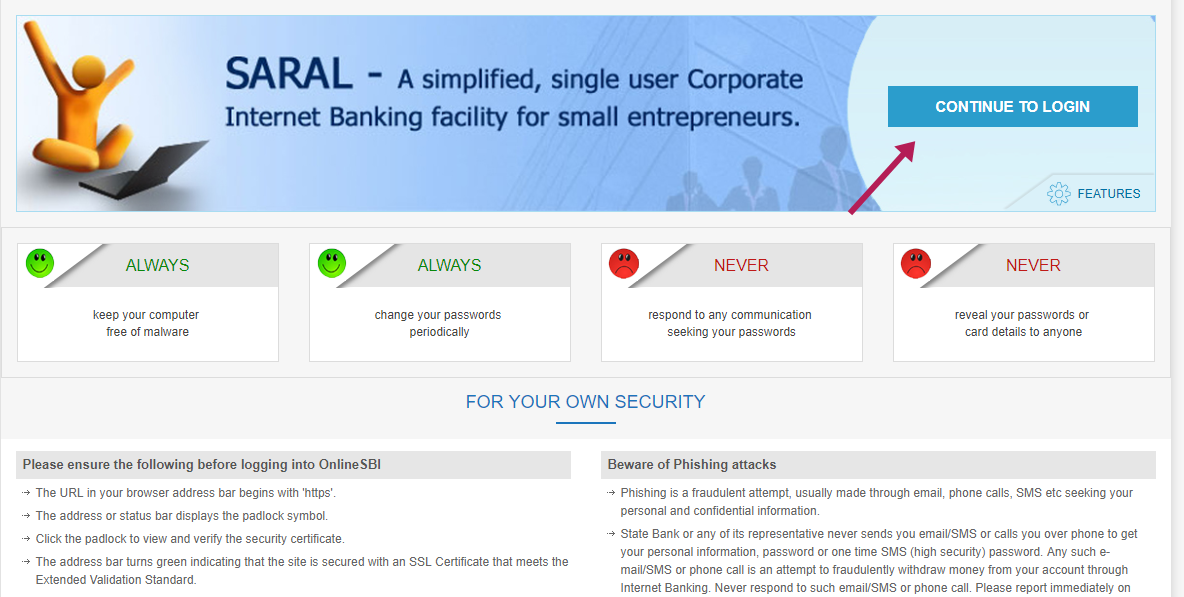 SARAL - A simplified, single user Corporate
Internet Banking facility for small entrepreneurs.
CONTINUE TO LOGIN
FEATURES
ALWAYS
keep your computer
free of malware
ALWAYS
change your passwords
periodically
NEVER
respond to any communication
seeking your passwords
NEVER
reveal your passwords or
card details to anyone
FOR YOUR OWN SECURITY
Please ensure the following before logging into OnlineSBI
The URL in your browser address bar begins with 'https'.
The address or status bar displays the padlock symbol.
Click the padlock to view and verify the security certificate.
The address bar turns green indicating that the site is secured with an SSL Certificate that meets the
Extended Validation Standard.
Beware of Phishing attacks
Phishing is a fraudulent attempt, usually made through email, phone calls, SMS etc seeking your
personal and confidential information.
State Bank or any of its representative never sends you email/SMS or calls you over phone to get
your personal information, password or one time SMS (high security) password. Any such e-
mail/SMS or phone call is an attempt to fraudulently withdraw money from your account through
Internet Banking. Never respond to such email/SMS or phone call. Please report immediately on